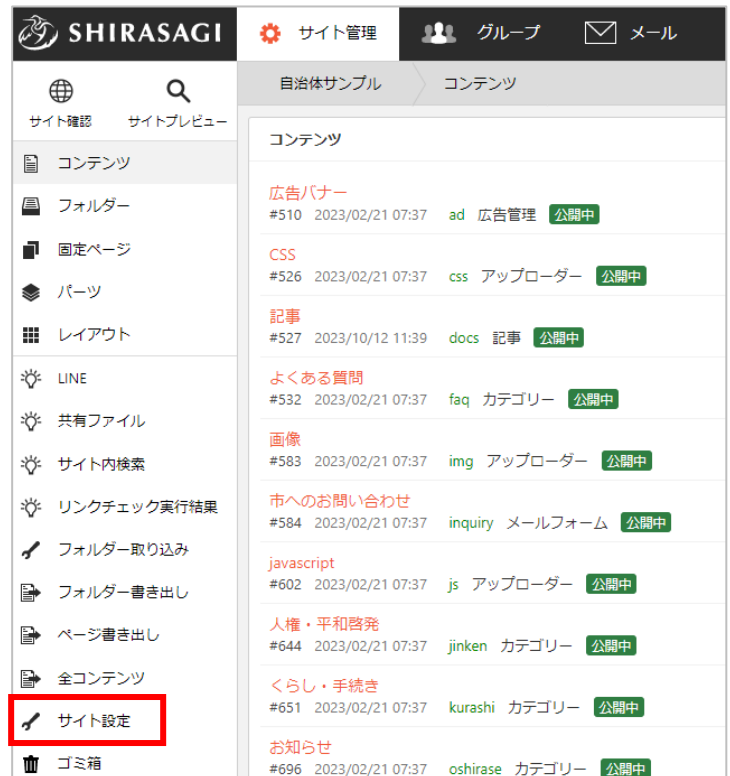 SHIRASAGI サイト管理 グループ メール
サイト確認 サイトプレビュー
自治体サンプル コンテンツ
コンテンツ
フォルダー
固定ページ
パーツ
レイアウト
LINE
共有ファイル
サイト内検索
リンクチェック実行結果
フォルダー取り込み
フォルダー書き出し
ページ書き出し
全コンテンツ
サイト設定
ゴミ箱
コンテンツ
広告バナー
#510 2023/02/21 07:37 ad 広告管理 公開中
CSS
#526 2023/02/21 07:37 css アップローダー 公開中
記事
#527 2023/10/12 11:39 docs 記事 公開中
よくある質問
#532 2023/02/21 07:37 faq カテゴリー 公開中
画像
#583 2023/02/21 07:37 img アップローダー 公開中
市へのお問い合わせ
#584 2023/02/21 07:37 inquiry メールフォーム 公開中
javascript
#602 2023/02/21 07:37 js アップローダー 公開中
人権・平和啓発
#644 2023/02/21 07:37 jinken カテゴリー 公開中
くらし・手続き
#651 2023/02/21 07:37 kurashi カテゴリー 公開中
お知らせ
#696 2023/02/21 07:37 oshirase カテゴリー 公開中